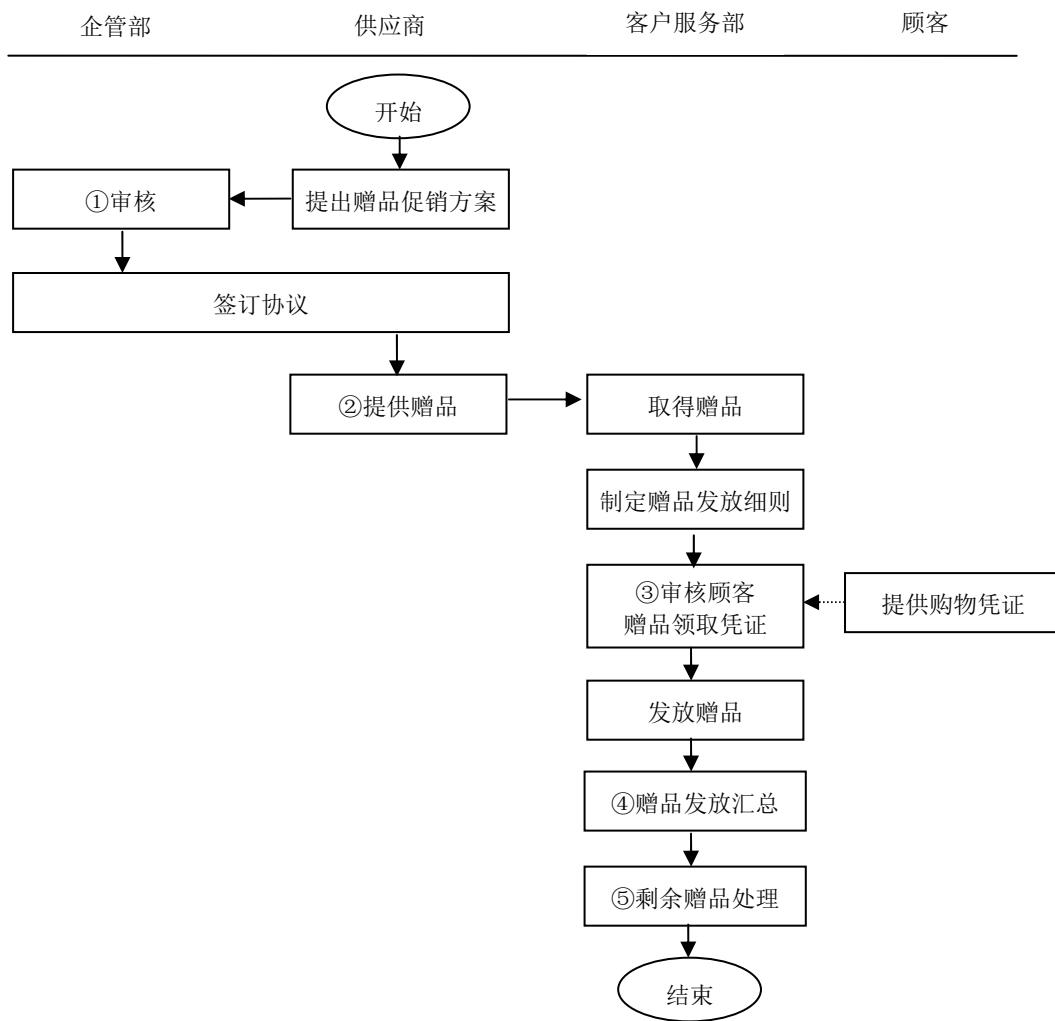 企管部 供应商 客户服务部 顾客
开始
①审核 提出赠品促销方案
签订协议
②提供赠品 取得赠品
制定赠品发放细则
③审核顾客
赠品领取凭证
提供购物凭证
发放赠品
④赠品发放汇总
⑤剩余赠品处理
结束